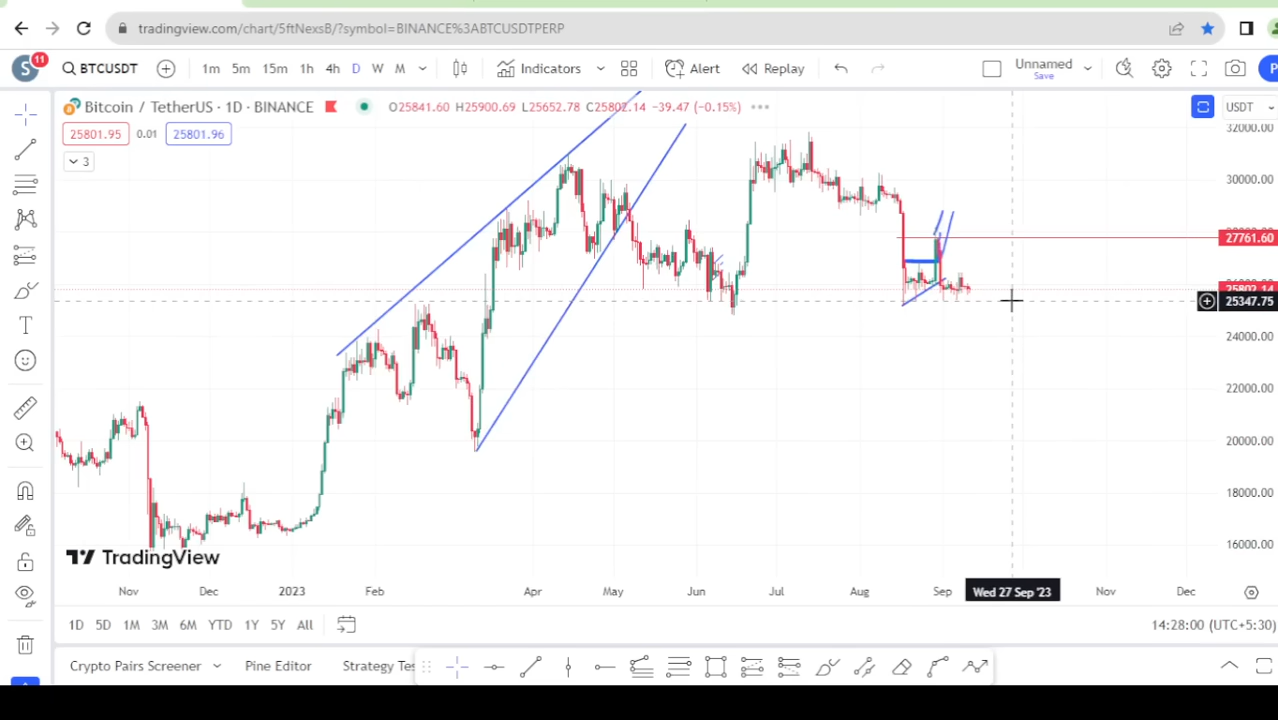 tradingview.com/chart/5ftNexsB/?symbol=BINANCE%3ABTCUSDTPERP
S 11 BTCUSDT 1m 5m 15m 1h 4h D W M Indicators Alert Replay Unnamed Save
Bitcoin / TetherUS · 1D · BINANCE O25841.60 H25900.69 L25652.78 C25802.14 −39.47 (−0.15%) USDT
25801.95 0.01 25801.96
3
32000.00
30000.00
27761.60
25802.14
25347.75
24000.00
22000.00
20000.00
18000.00
16000.00
TradingView
Nov Dec 2023 Feb Apr May Jun Jul Aug Sep Wed 27 Sep '23 Nov Dec
1D 5D 1M 3M 6M YTD 1Y 5Y All 14:28:00 (UTC+5:30)
Crypto Pairs Screener Pine Editor Strategy Tes